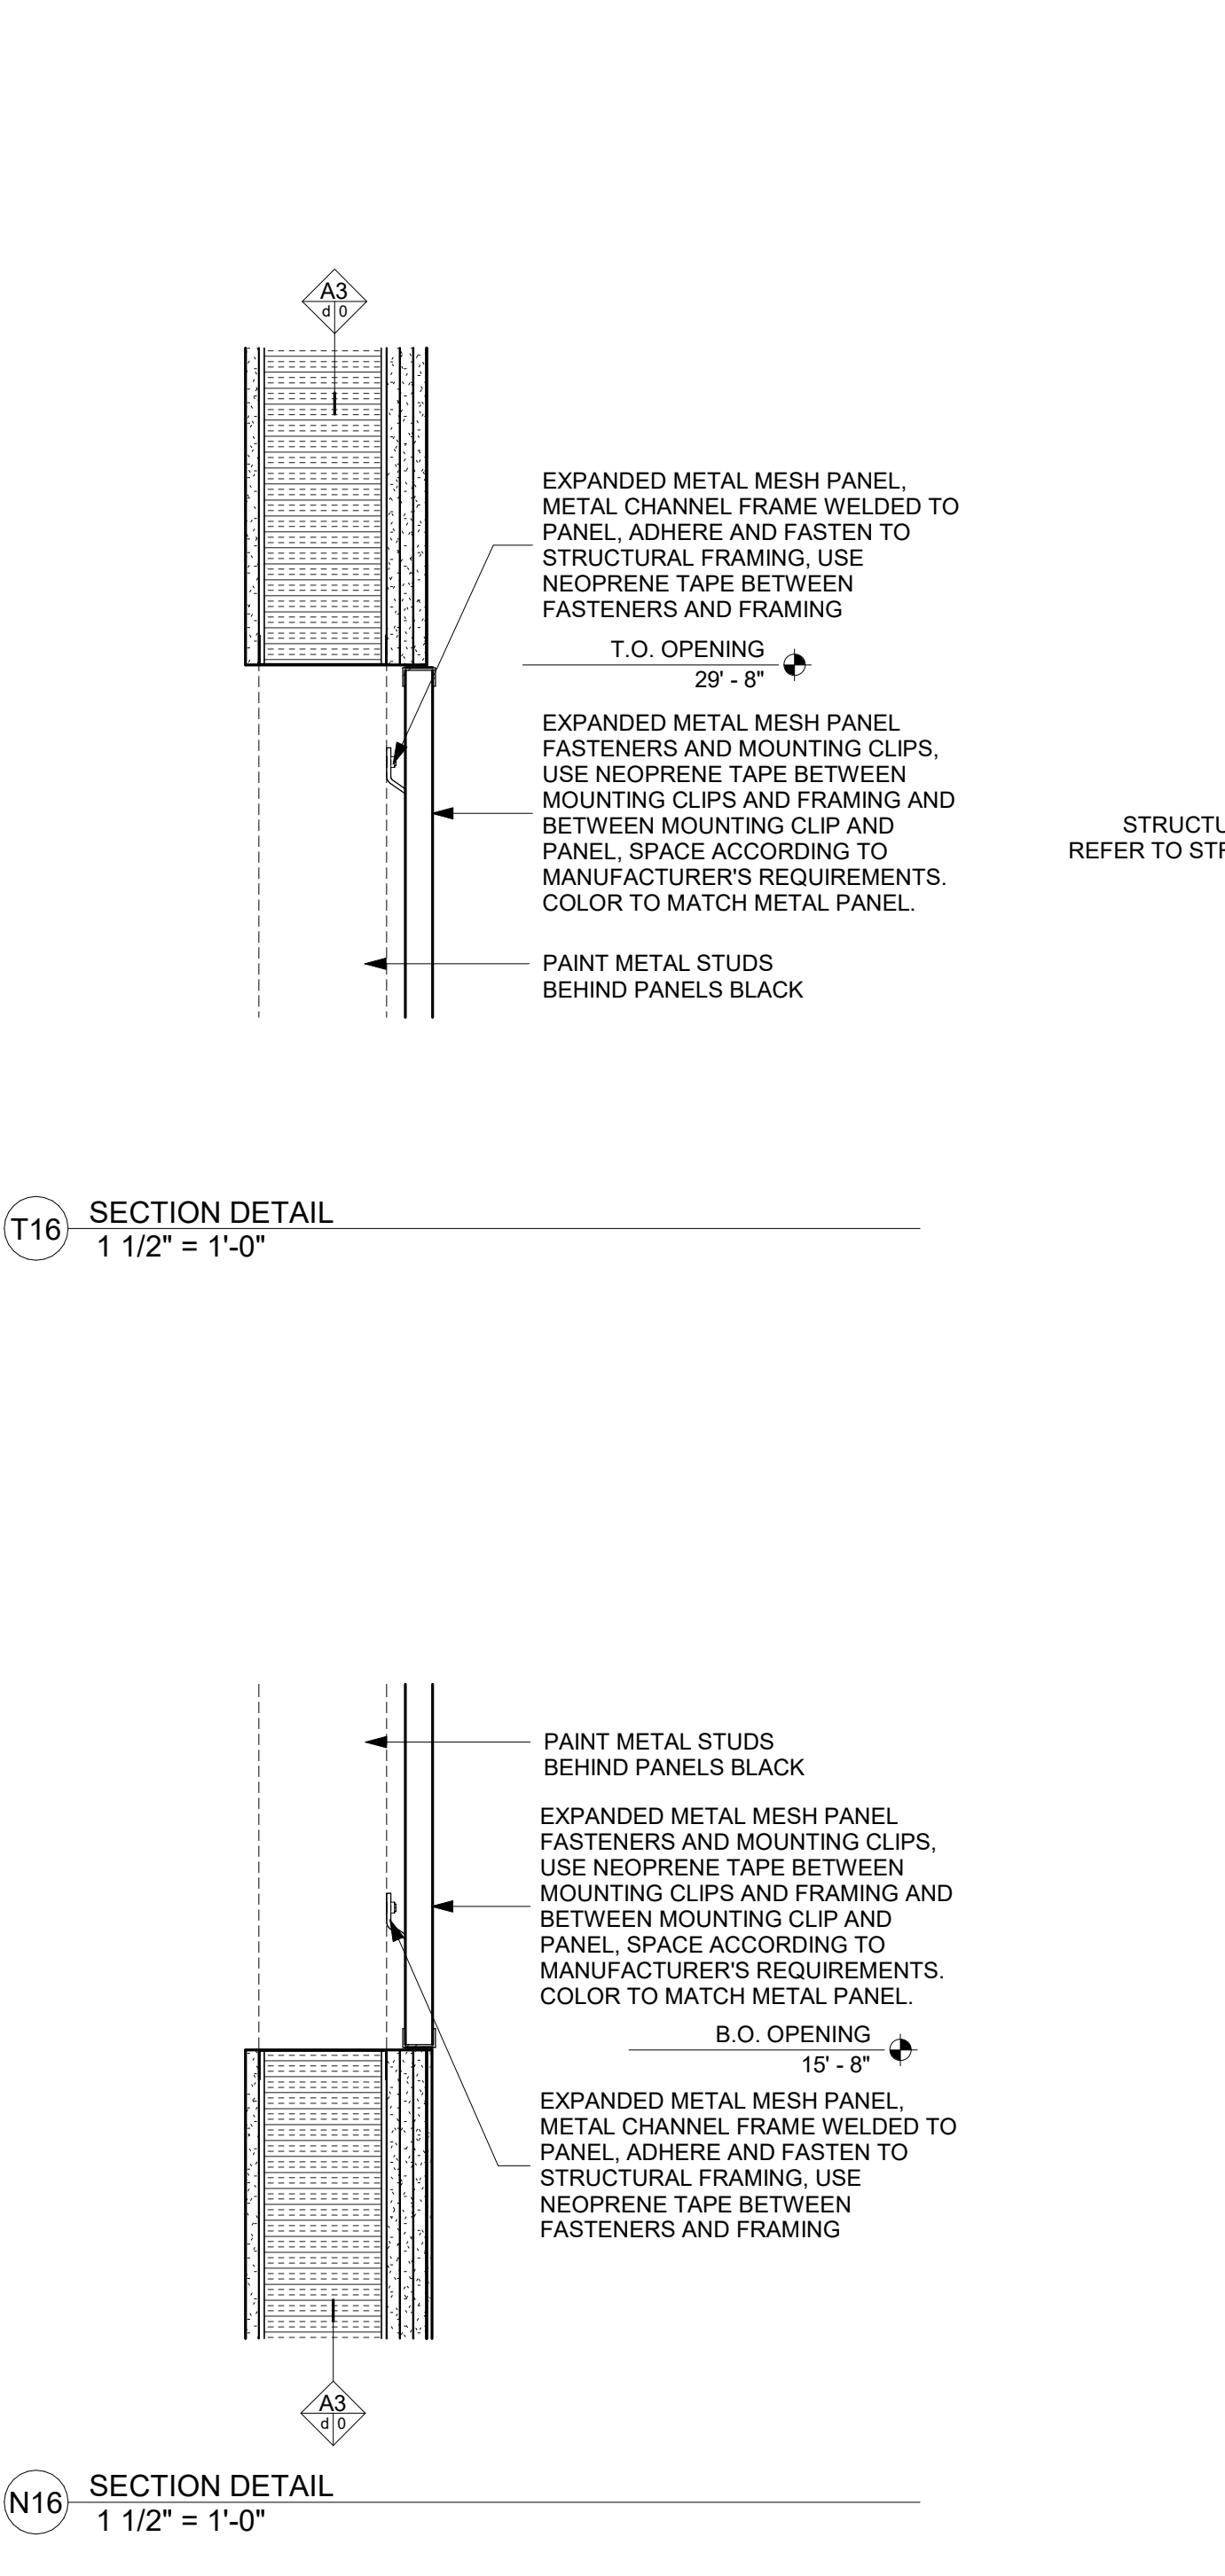 A3
d 0
EXPANDED METAL MESH PANEL,
METAL CHANNEL FRAME WELDED TO
PANEL, ADHERE AND FASTEN TO
STRUCTURAL FRAMING, USE
NEOPRENE TAPE BETWEEN
FASTENERS AND FRAMING
T.O. OPENING
29' - 8"
EXPANDED METAL MESH PANEL
FASTENERS AND MOUNTING CLIPS,
USE NEOPRENE TAPE BETWEEN
MOUNTING CLIPS AND FRAMING AND
BETWEEN MOUNTING CLIP AND
PANEL, SPACE ACCORDING TO
MANUFACTURER'S REQUIREMENTS.
COLOR TO MATCH METAL PANEL.
STRUCTU
REFER TO STR
PAINT METAL STUDS
BEHIND PANELS BLACK
T16
SECTION DETAIL
1 1/2" = 1'-0"
PAINT METAL STUDS
BEHIND PANELS BLACK
EXPANDED METAL MESH PANEL
FASTENERS AND MOUNTING CLIPS,
USE NEOPRENE TAPE BETWEEN
MOUNTING CLIPS AND FRAMING AND
BETWEEN MOUNTING CLIP AND
PANEL, SPACE ACCORDING TO
MANUFACTURER'S REQUIREMENTS.
COLOR TO MATCH METAL PANEL.
B.O. OPENING
15' - 8"
EXPANDED METAL MESH PANEL,
METAL CHANNEL FRAME WELDED TO
PANEL, ADHERE AND FASTEN TO
STRUCTURAL FRAMING, USE
NEOPRENE TAPE BETWEEN
FASTENERS AND FRAMING
A3
d 0
N16
SECTION DETAIL
1 1/2" = 1'-0"